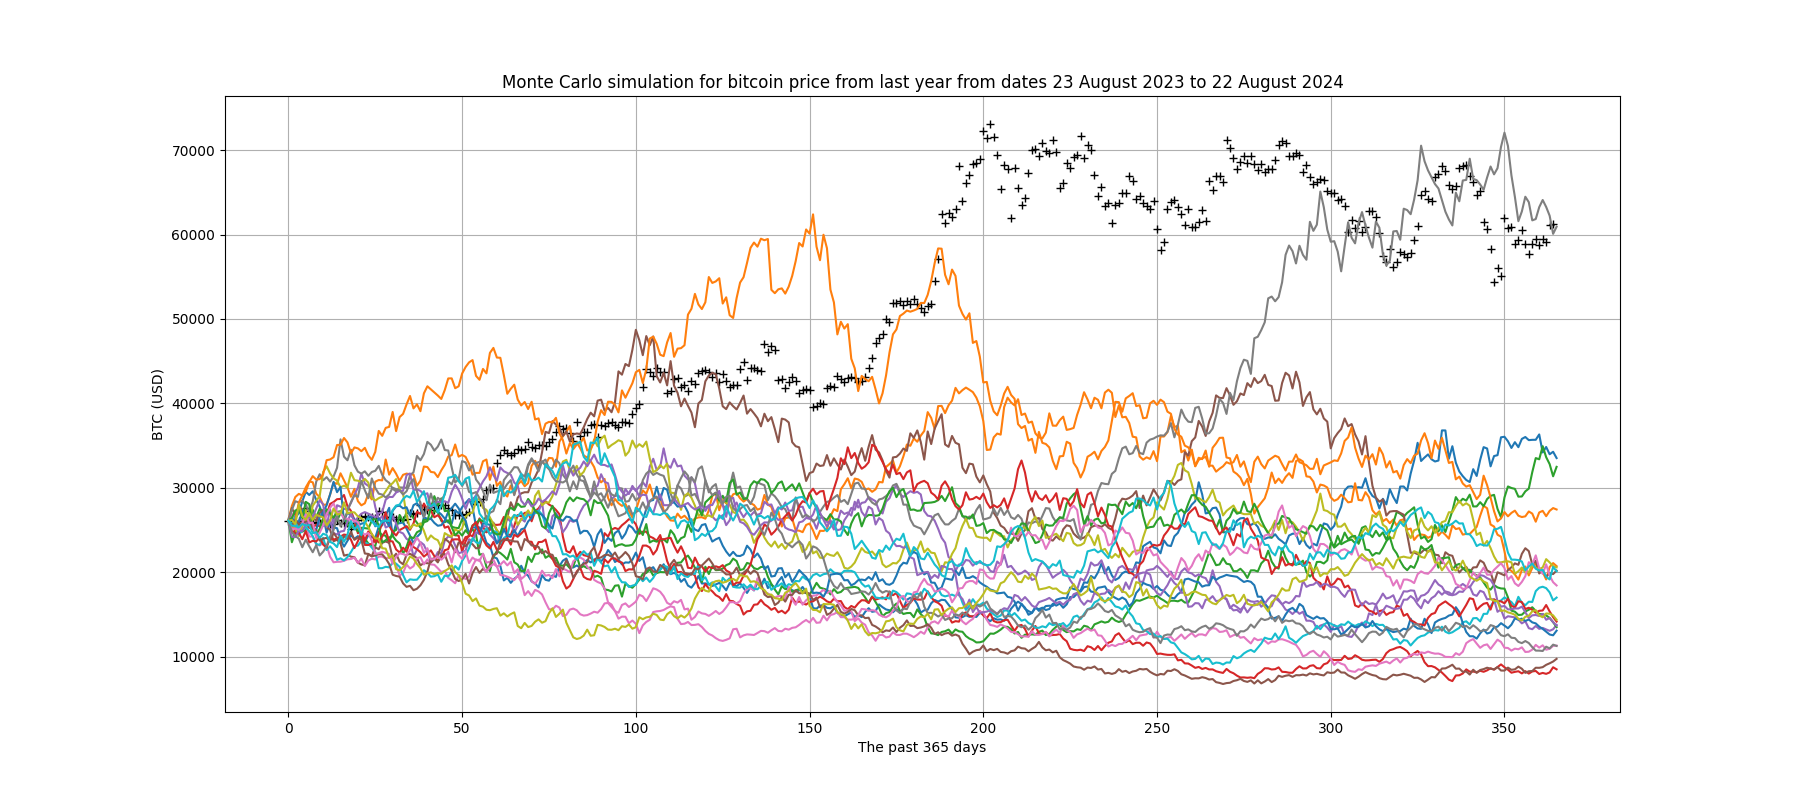 Monte Carlo simulation for bitcoin price from last year from dates 23 August 2023 to 22 August 2024
70000
60000
50000
40000
30000
20000
10000
BTC (USD)
0 50 100 150 200 250 300 350
The past 365 days